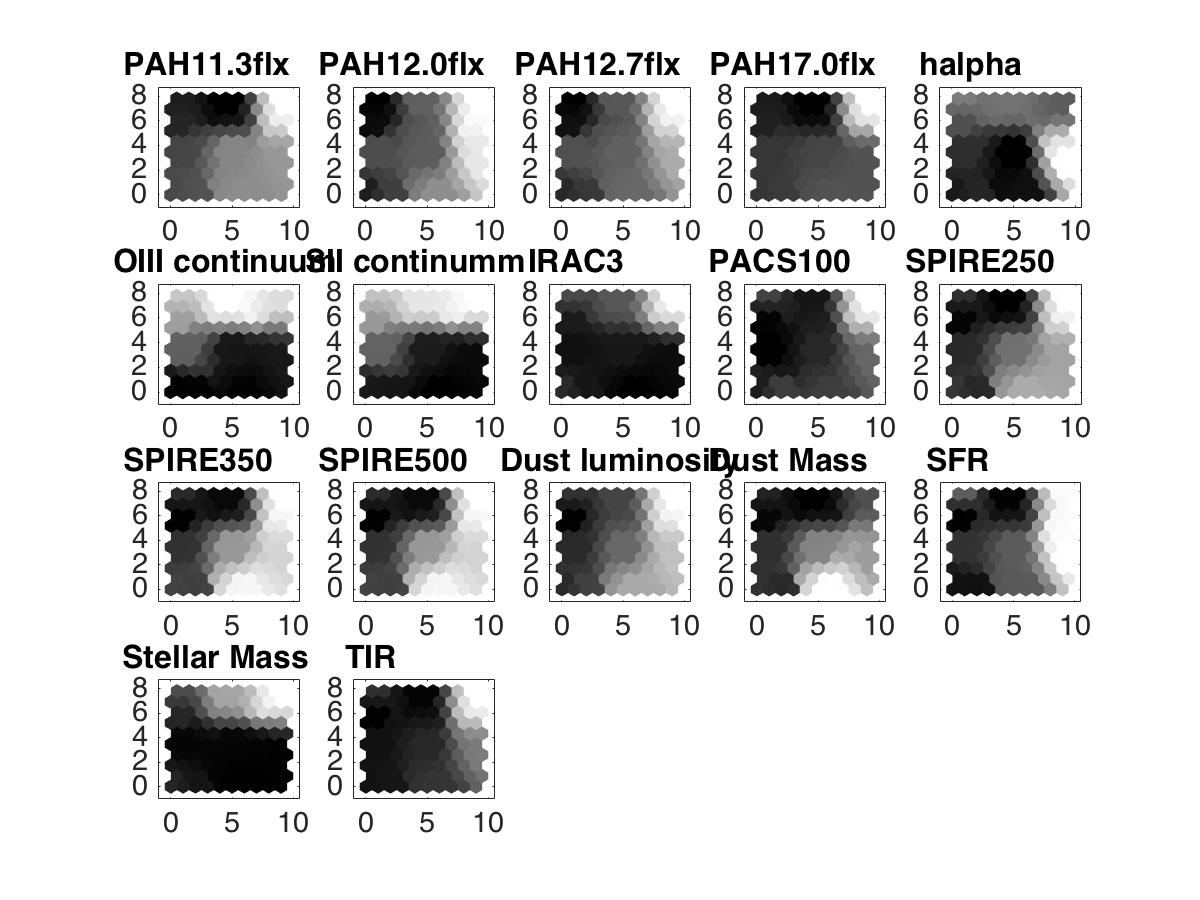 PAH11.3flx PAH12.0flx PAH12.7flx PAH17.0flx halpha
8 8 8 8 8
6 6 6 6 6
4 4 4 4 4
2 2 2 2 2
0 0 0 0 0
0 5 10 0 5 10 0 5 10 0 5 10 0 5 10
OIII continuum SII continumm IRAC3 PACS100 SPIRE250
8 8 8 8 8
6 6 6 6 6
4 4 4 4 4
2 2 2 2 2
0 0 0 0 0
0 5 10 0 5 10 0 5 10 0 5 10 0 5 10
SPIRE350 SPIRE500 Dust luminosity Dust Mass SFR
8 8 8 8 8
6 6 6 6 6
4 4 4 4 4
2 2 2 2 2
0 0 0 0 0
0 5 10 0 5 10 0 5 10 0 5 10 0 5 10
Stellar Mass TIR
8 8
6 6
4 4
2 2
0 0
0 5 10 0 5 10